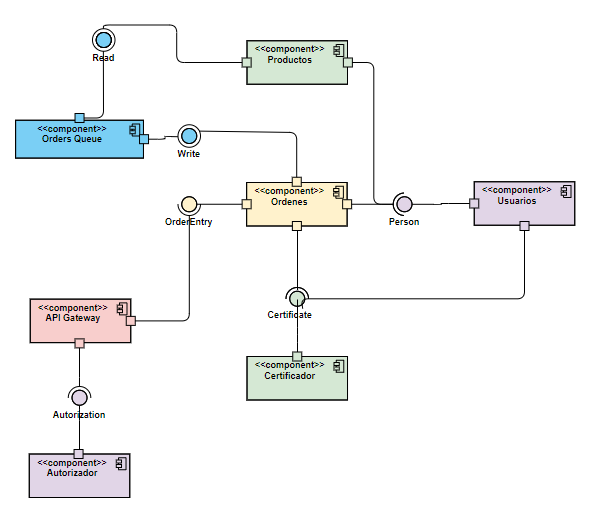 Read
<<component>>
Productos
<<component>>
Orders Queue
Write
<<component>>
Ordenes
<<component>>
Usuarios
OrderEntry
Person
<<component>>
API Gateway
Certificate
<<component>>
Certificador
Autorization
<<component>>
Autorizador